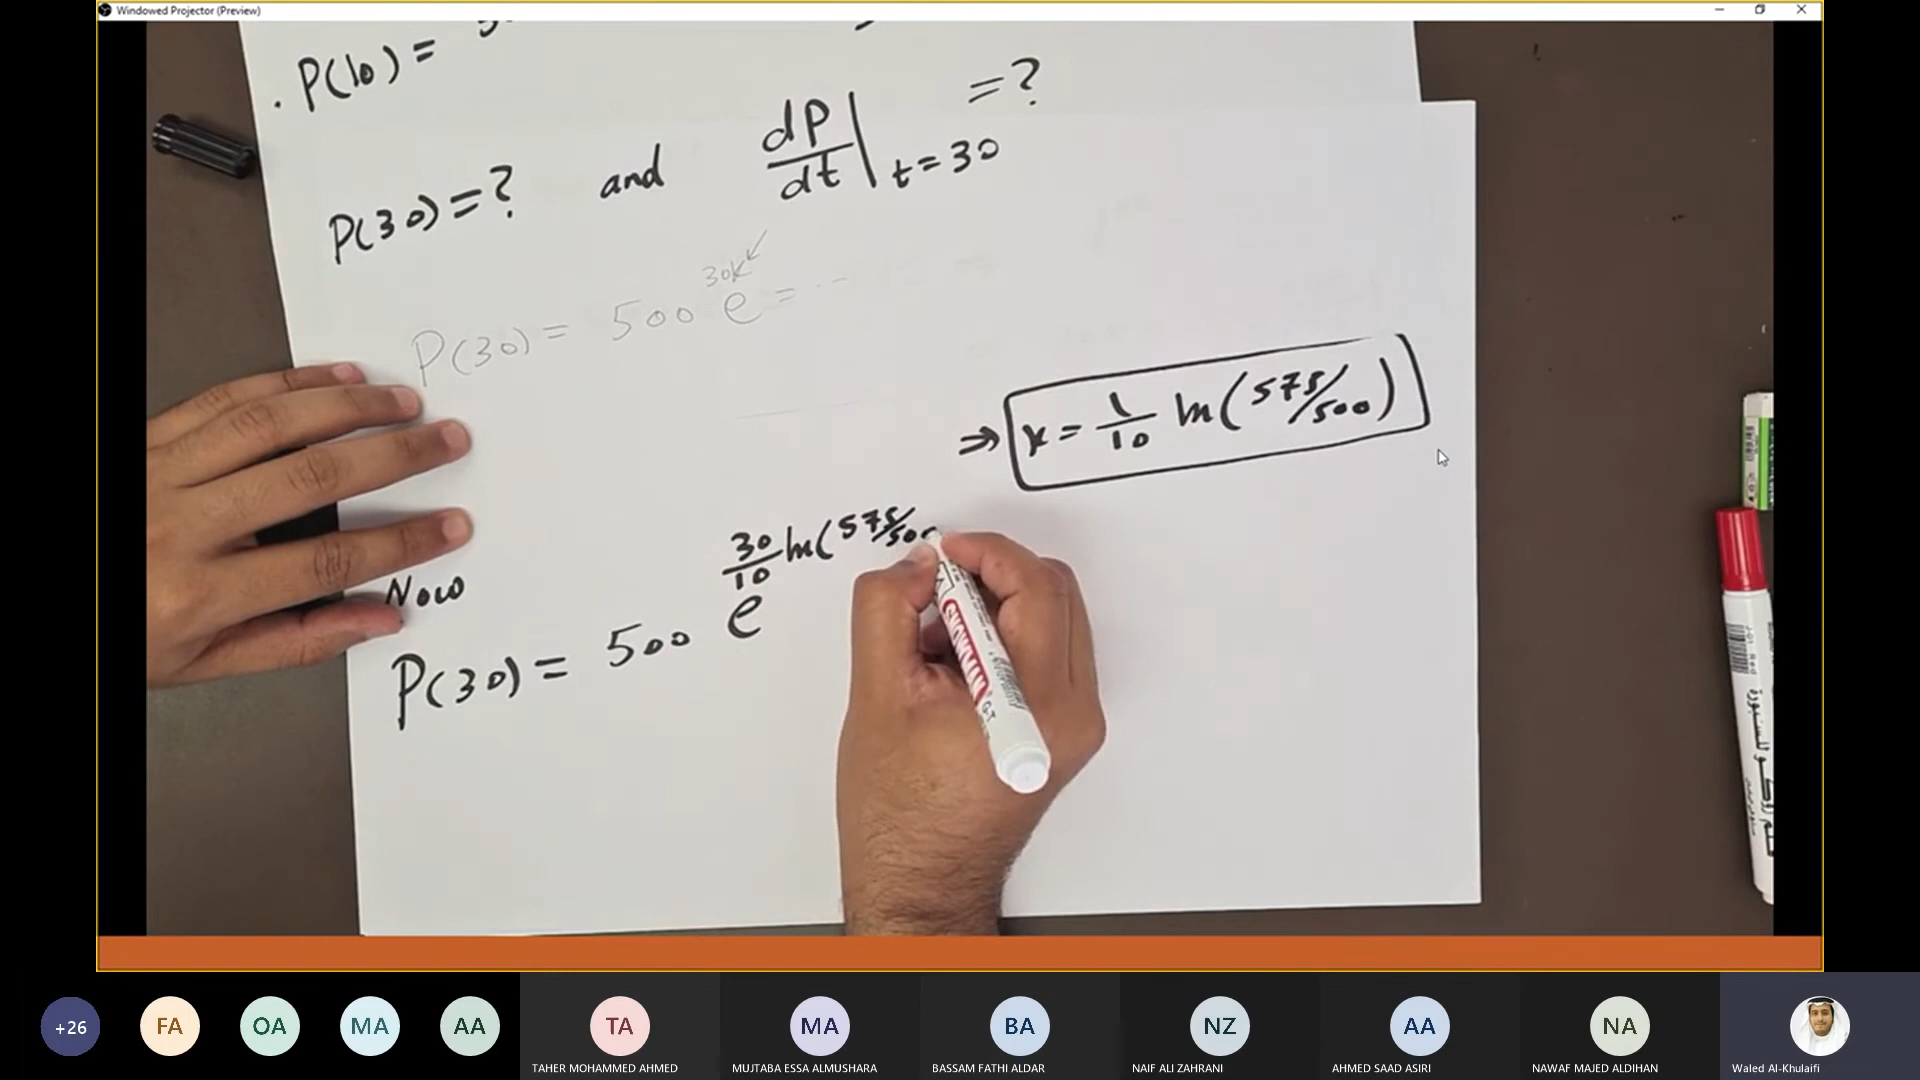 Windowed Projector (Preview)
. P(10) =
P(30) = ? and dP/dt | t = 30 = ?
P(30) = 500 e^30k = ...
⇒ k = 1/10 ln(575/500)
Now
P(30) = 500 e^30/10 ln(575/500
SNOWMAN
+26
FA
OA
MA
AA
TA
MA
BA
NZ
AA
NA
TAHER MOHAMMED AHMED
MUJTABA ESSA ALMUSHARA
BASSAM FATHI ALDAR
NAIF ALI ZAHRANI
AHMED SAAD ASIRI
NAWAF MAJED ALDIHAN
Waled Al-Khulaifi